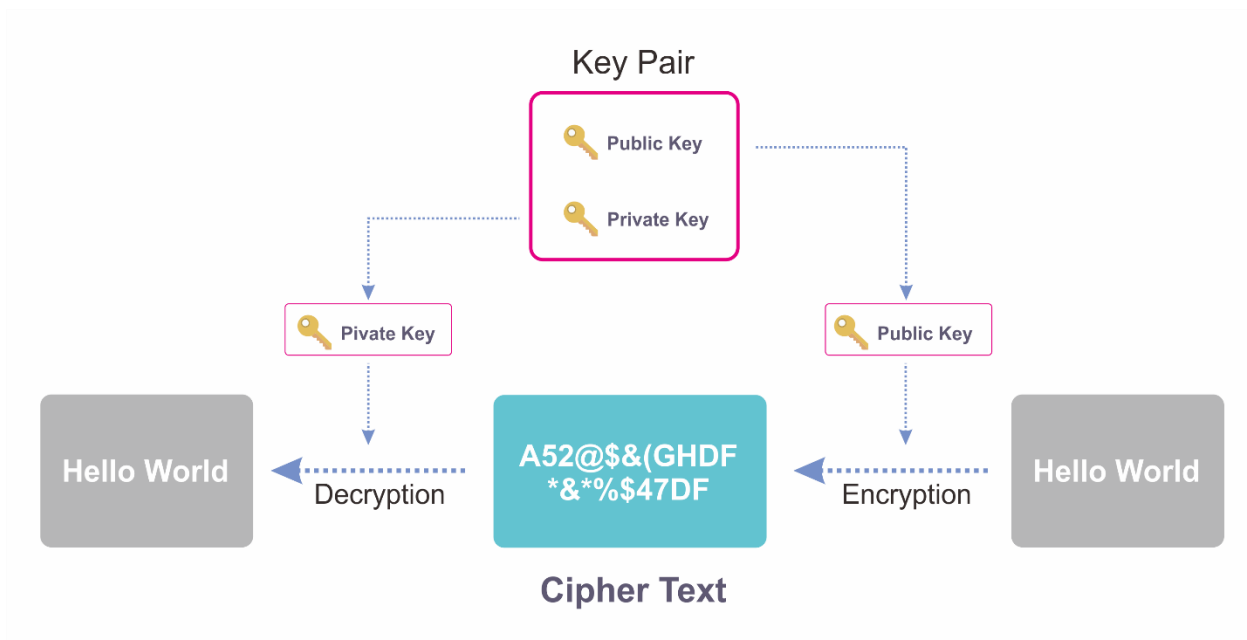 Key Pair
Public Key
Private Key
Pivate Key
Public Key
Hello World
Decryption
A52@$&(GHDF
*&*%$47DF
Encryption
Hello World
Cipher Text